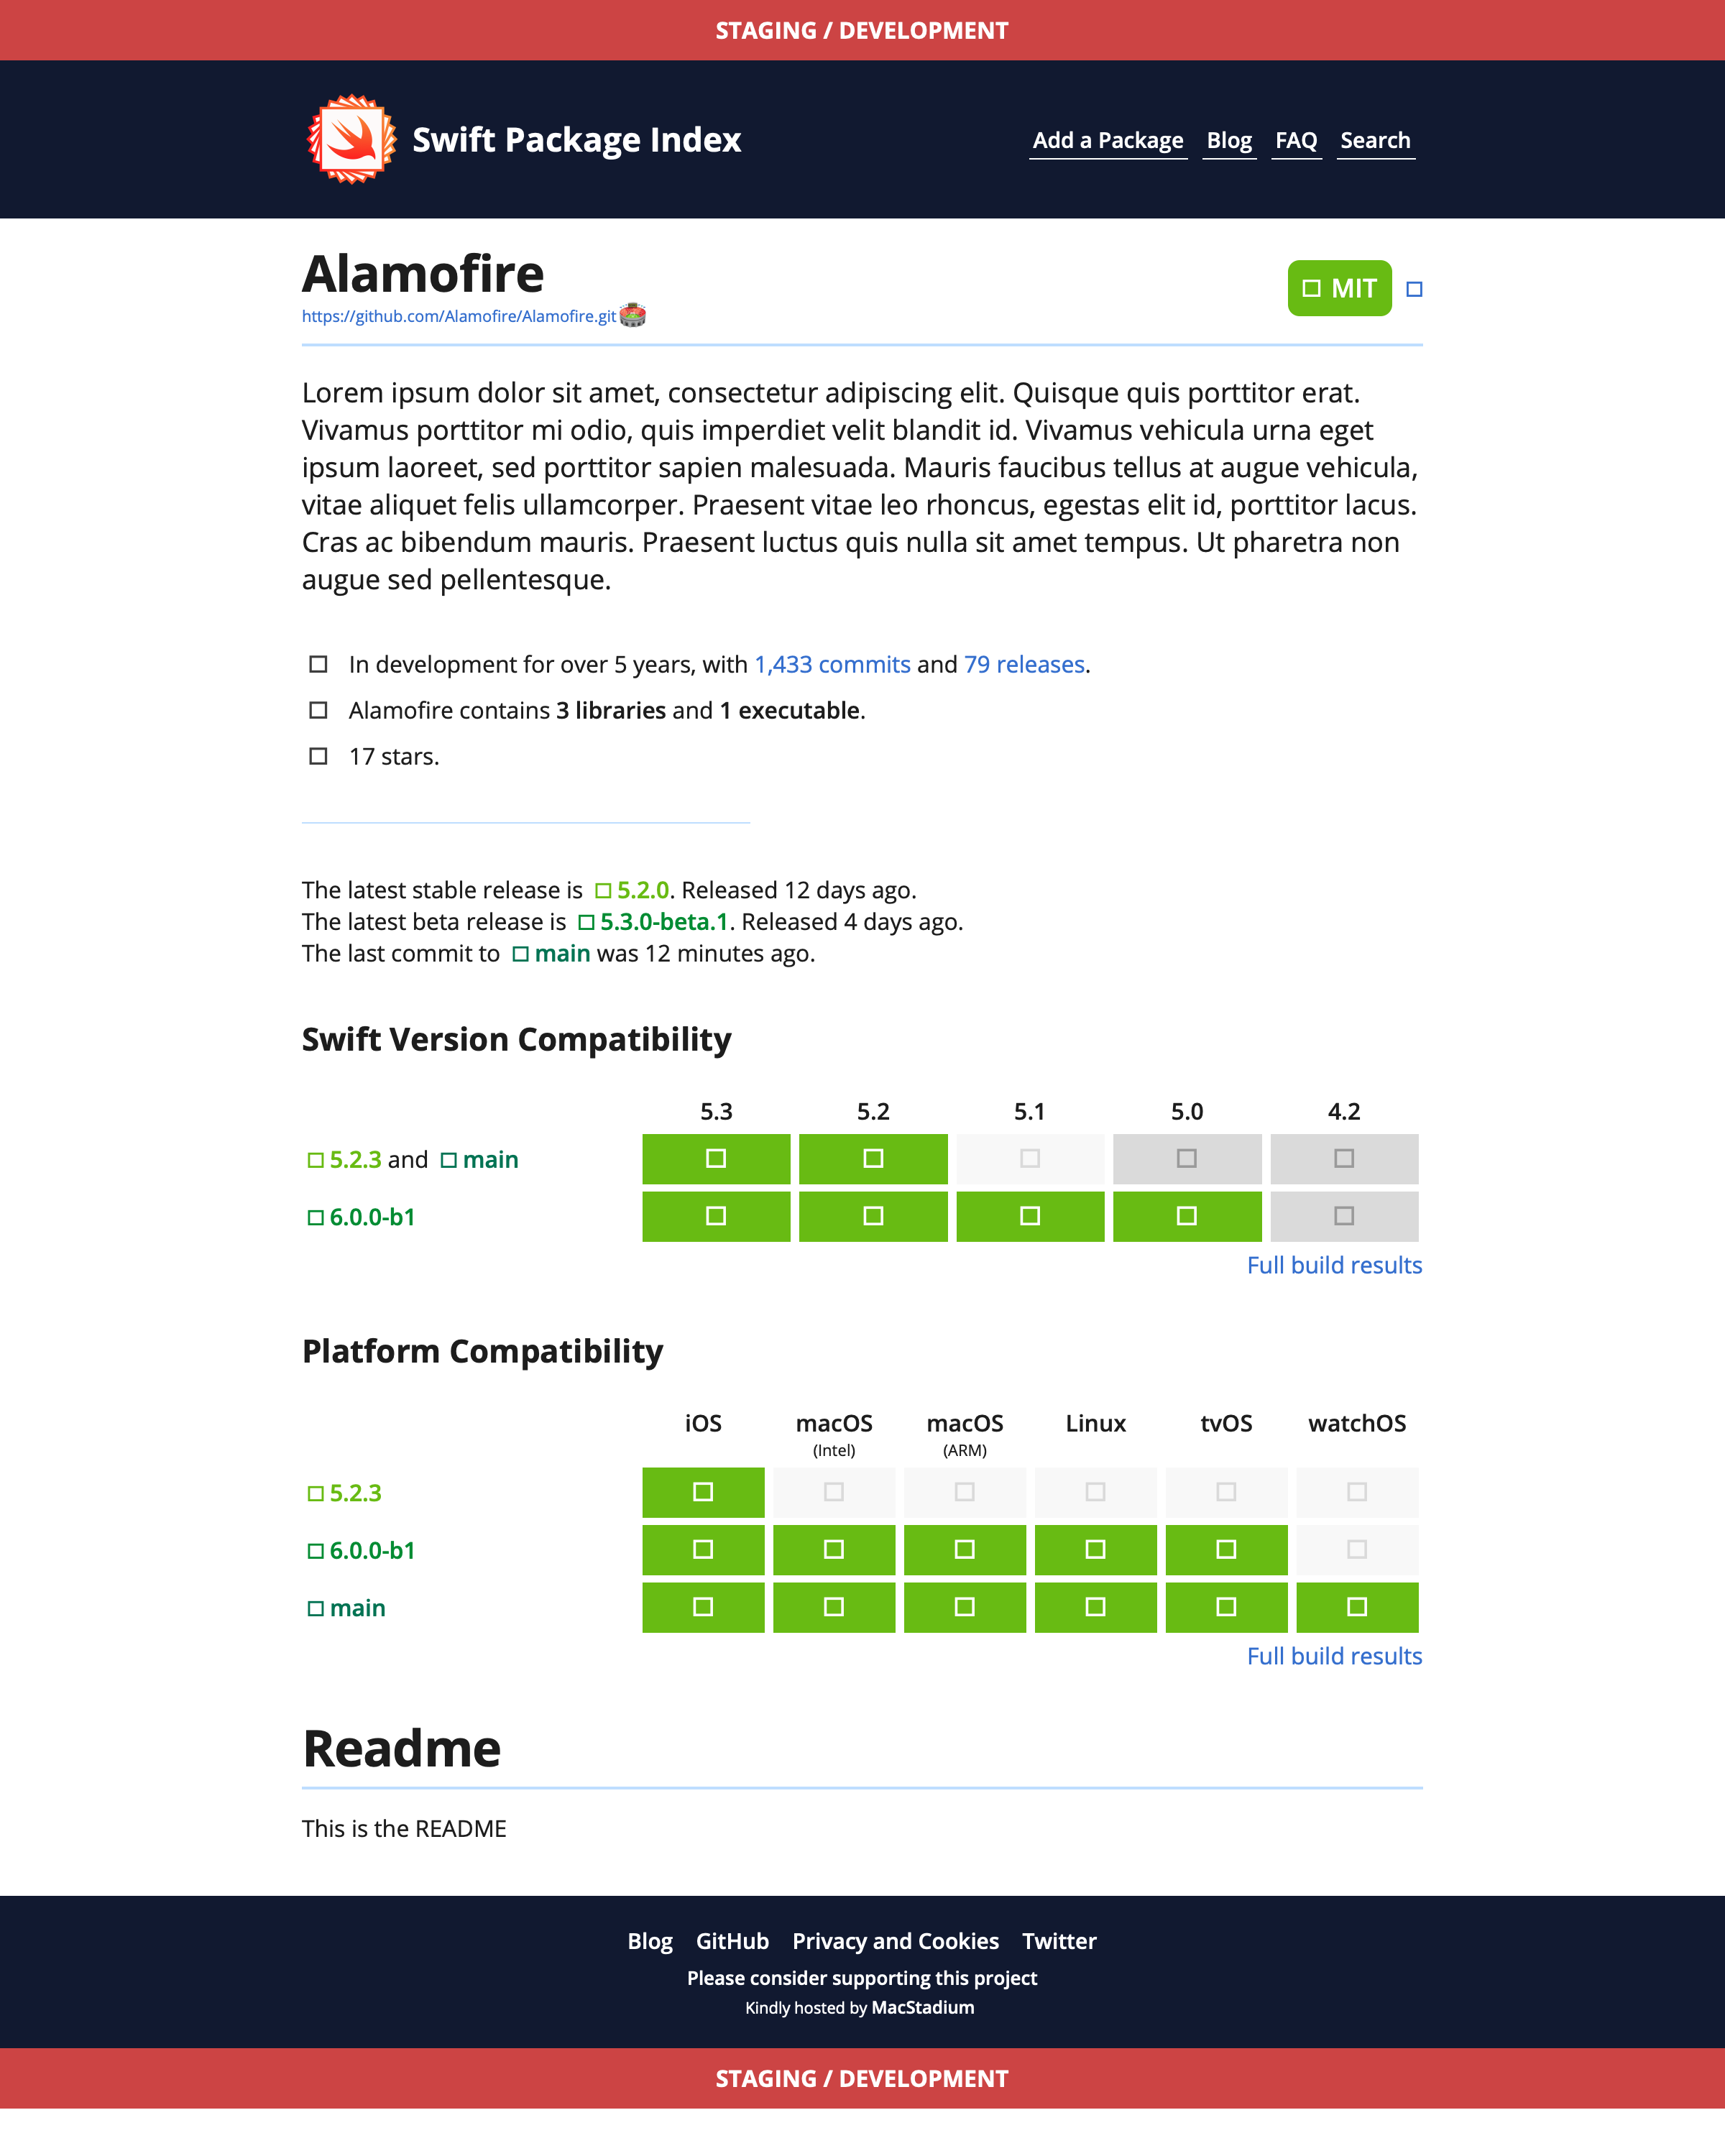 STAGING / DEVELOPMENT
Swift Package Index
Add a Package Blog FAQ Search
Alamofire
MIT
https://github.com/Alamofire/Alamofire.git
Lorem ipsum dolor sit amet, consectetur adipiscing elit. Quisque quis porttitor erat.
Vivamus porttitor mi odio, quis imperdiet velit blandit id. Vivamus vehicula urna eget
ipsum laoreet, sed porttitor sapien malesuada. Mauris faucibus tellus at augue vehicula,
vitae aliquet felis ullamcorper. Praesent vitae leo rhoncus, egestas elit id, porttitor lacus.
Cras ac bibendum mauris. Praesent luctus quis nulla sit amet tempus. Ut pharetra non
augue sed pellentesque.
In development for over 5 years, with 1,433 commits and 79 releases.
Alamofire contains 3 libraries and 1 executable.
17 stars.
The latest stable release is 5.2.0. Released 12 days ago.
The latest beta release is 5.3.0-beta.1. Released 4 days ago.
The last commit to main was 12 minutes ago.
Swift Version Compatibility
5.3 5.2 5.1 5.0 4.2
5.2.3 and main
6.0.0-b1
Full build results
Platform Compatibility
iOS macOS macOS Linux tvOS watchOS
(Intel) (ARM)
5.2.3
6.0.0-b1
main
Full build results
Readme
This is the README
Blog GitHub Privacy and Cookies Twitter
Please consider supporting this project
Kindly hosted by MacStadium
STAGING / DEVELOPMENT